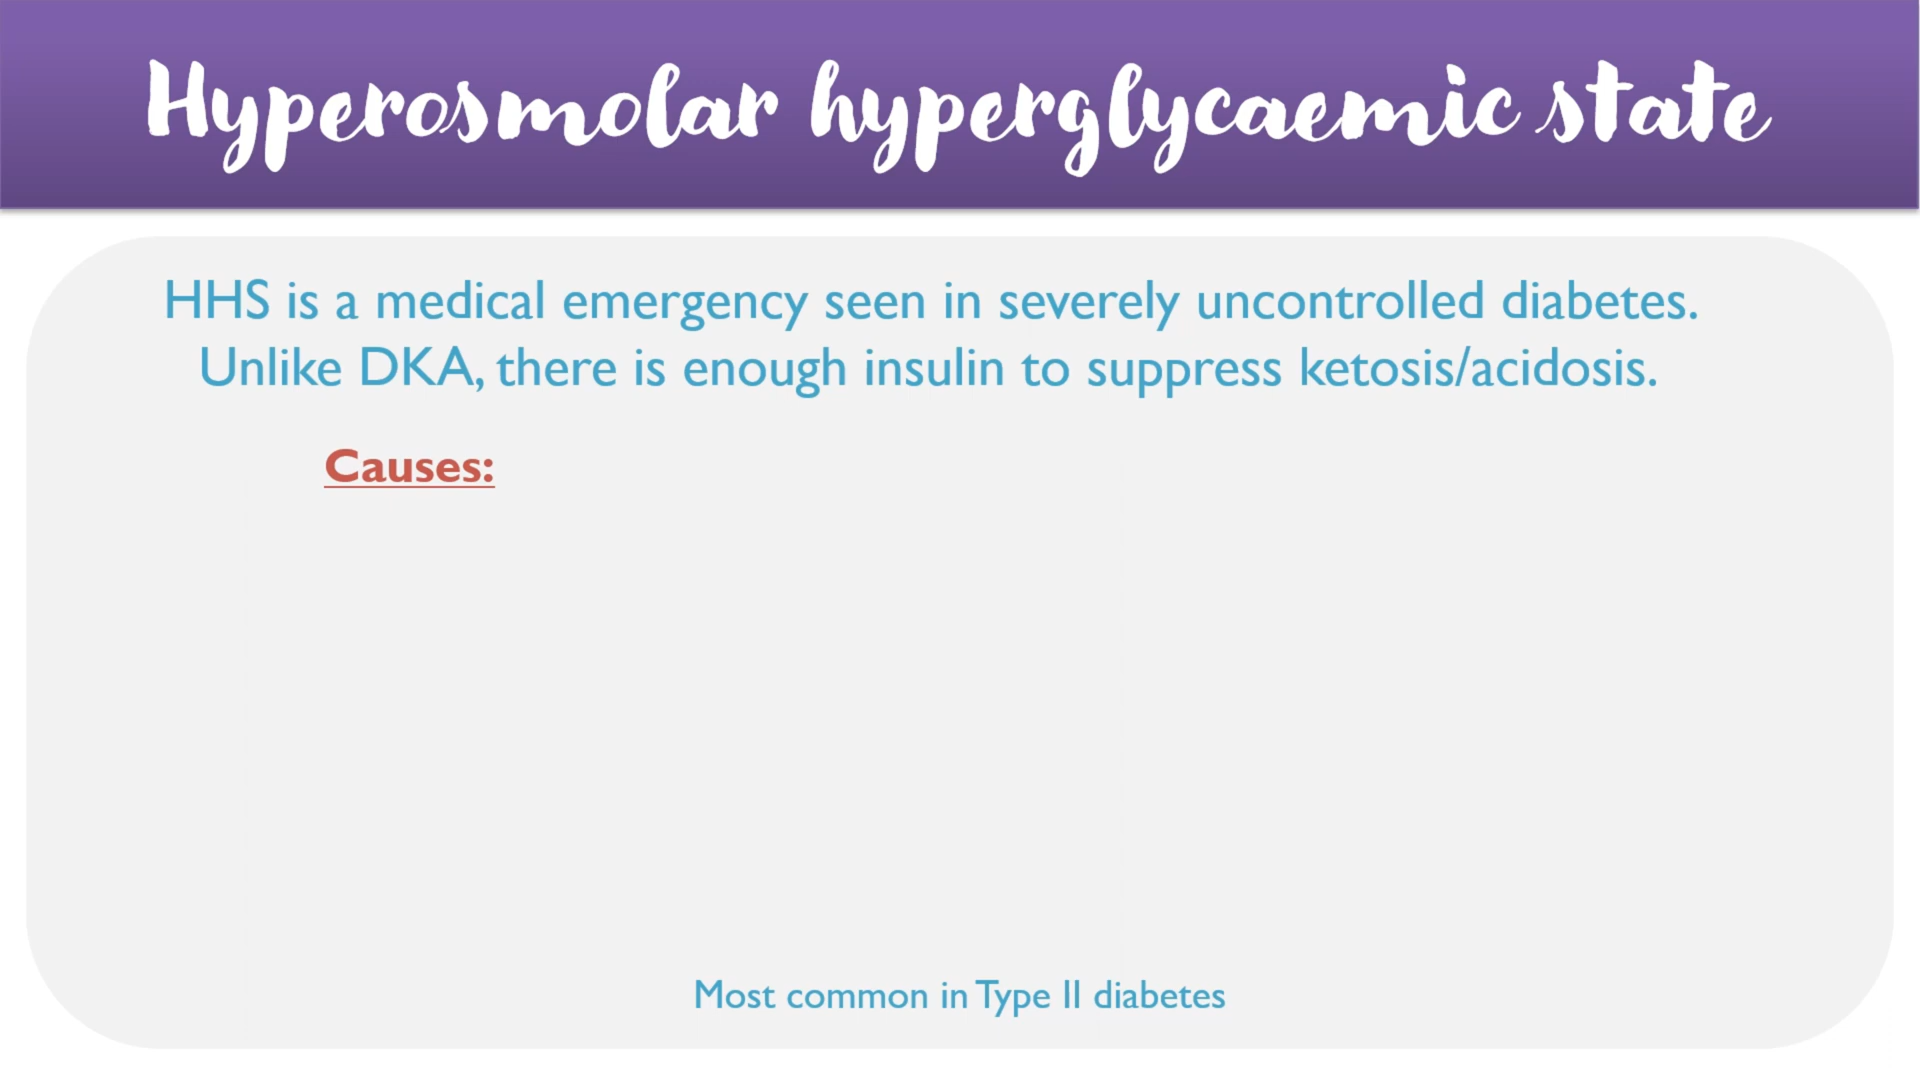 Hyperosmolar hyperglycaemic state
HHS is a medical emergency seen in severely uncontrolled diabetes.
Unlike DKA, there is enough insulin to suppress ketosis/acidosis.
Causes:
Most common in Type II diabetes